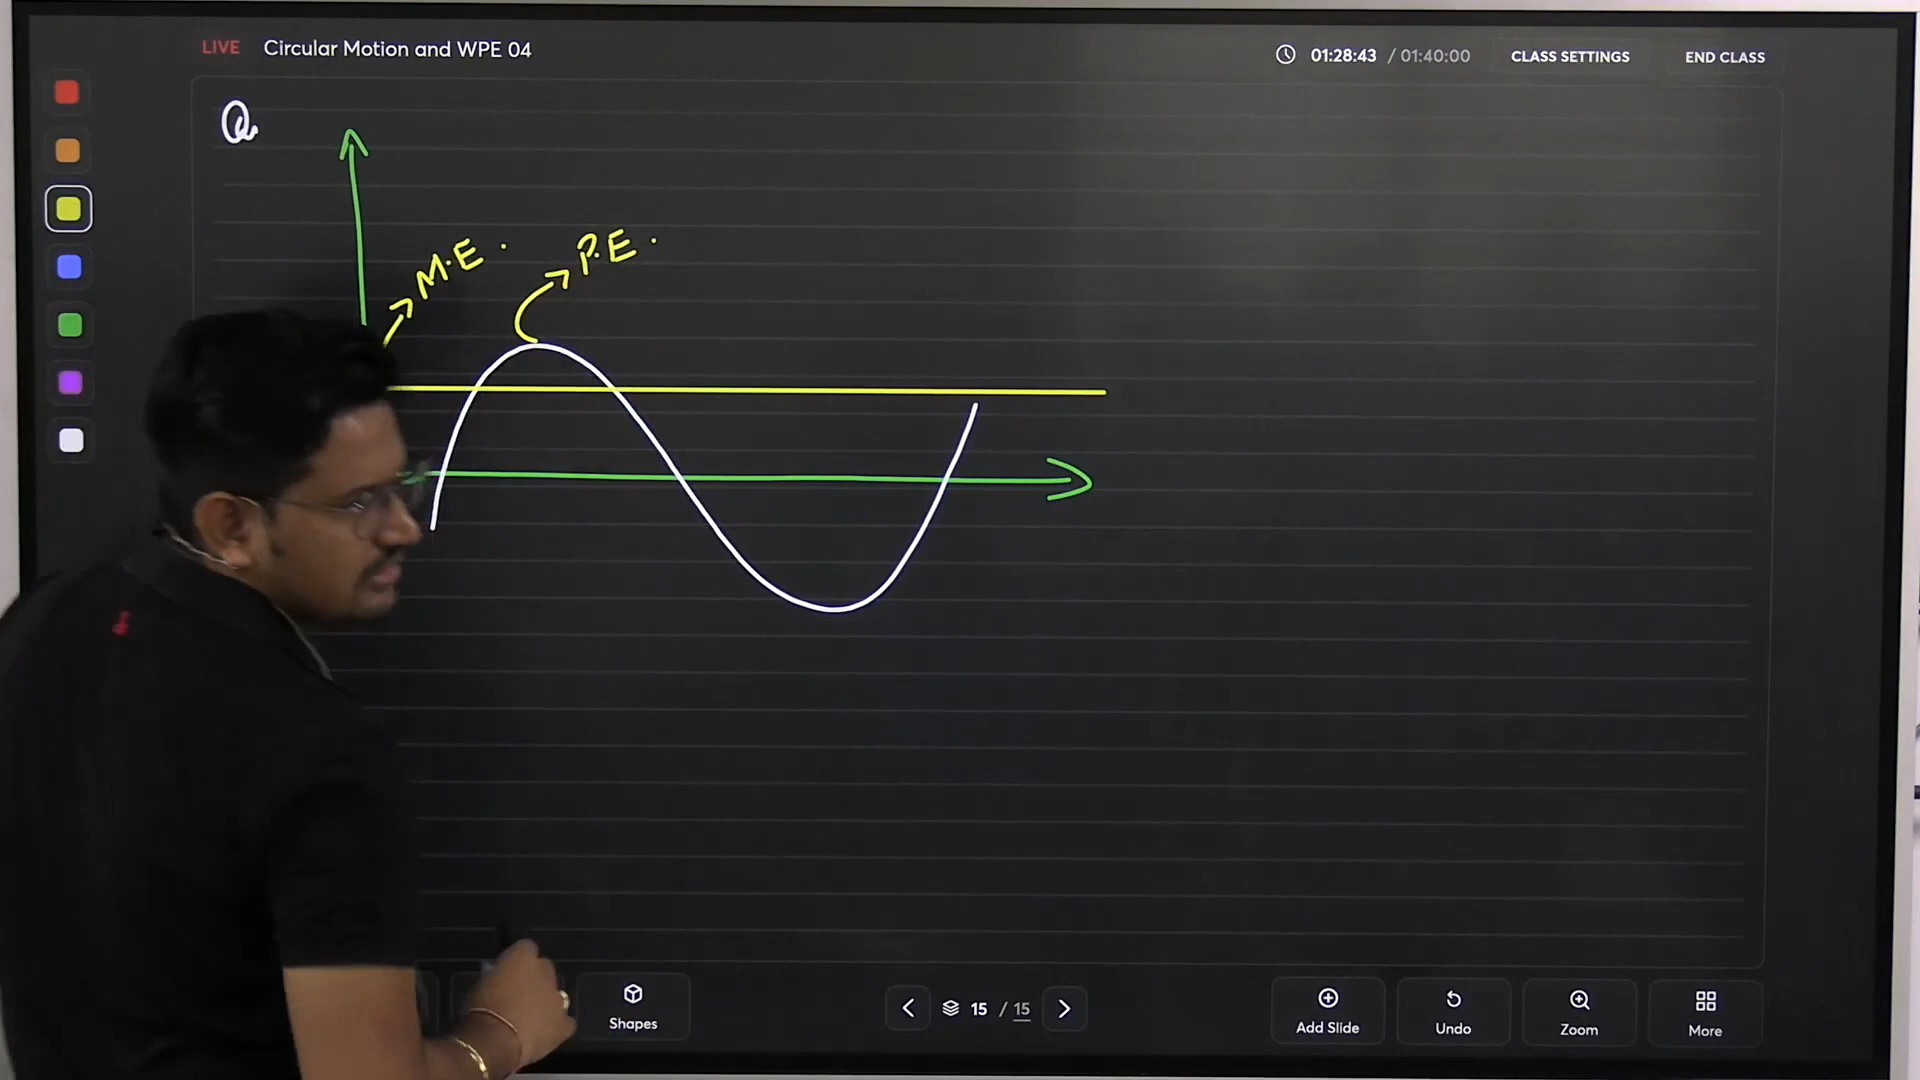 LIVE Circular Motion and WPE 04 01:28:43 / 01:40:00 CLASS SETTINGS END CLASS
Q
M.E. P.E.
Shapes 15 / 15 Add Slide Undo Zoom More